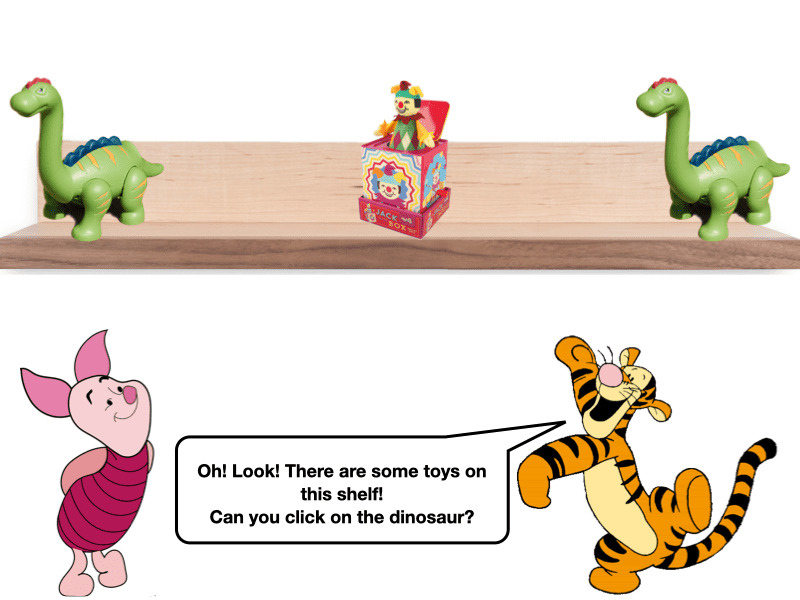 JACK
BOX
Oh! Look! There are some toys on
this shelf!
Can you click on the dinosaur?